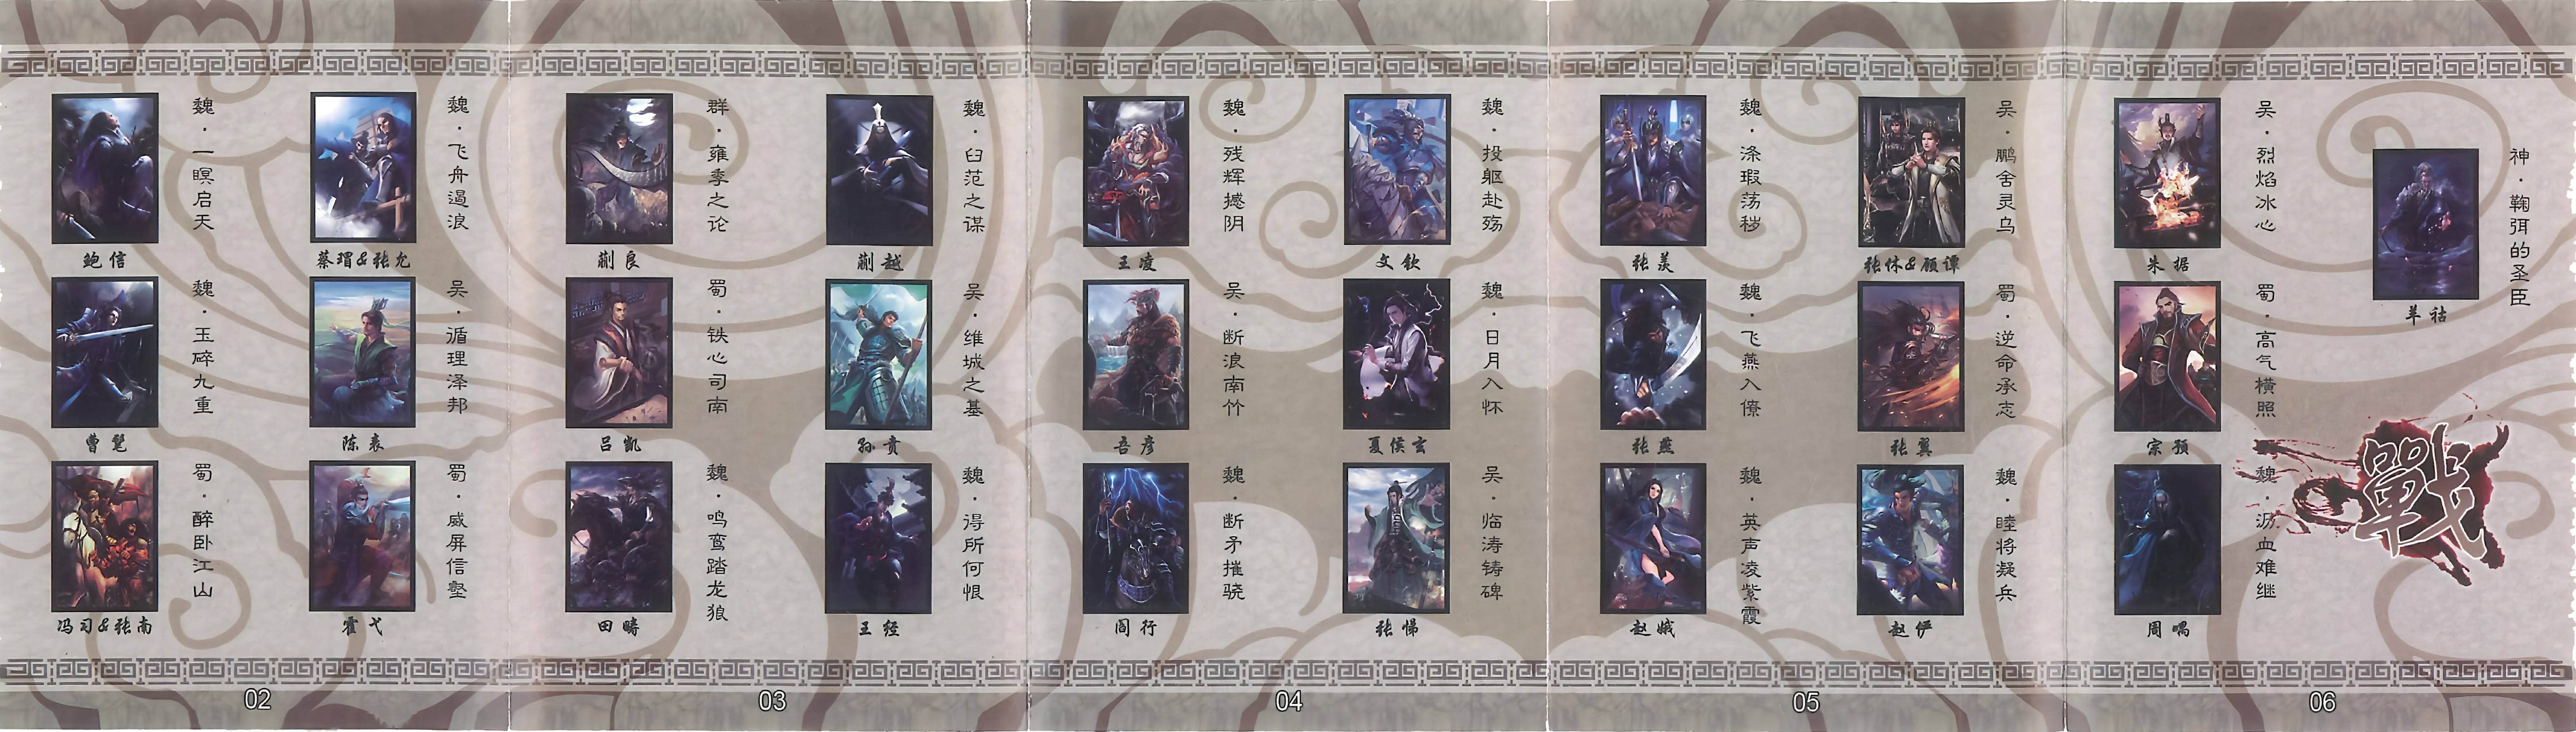 魏·一瞑启天
鲍信
魏·飞舟遏浪
蔡瑁&张允
魏·玉碎九重
曹髦
吴·循理泽邦
陈表
蜀·醉卧江山
冯习&张南
蜀·威屏信壑
霍弋
02
群·雍季之论
蒯良
魏·臼范之谋
蒯越
蜀·铁心司南
吕凯
吴·维城之基
孙贲
魏·鸣鸾踏龙狼
田畴
魏·得所何恨
王经
03
魏·残辉撼阴
王凌
魏·投躯赴殇
文钦
吴·断浪南竹
吾彦
魏·日月入怀
夏侯玄
魏·断矛摧骁
阎行
吴·临涛铸碑
张悌
04
魏·涤瑕荡秽
张羡
吴·鹏舍灵乌
张休&顾谭
魏·飞燕入僚
张燕
蜀·逆命承志
张翼
魏·英声凌紫霞
赵娥
魏·睦将凝兵
赵俨
05
吴·烈焰冰心
朱据
蜀·高气横照
宗预
魏·沥血难继
周喁
神·鞠弭的圣臣
羊祜
戰
06